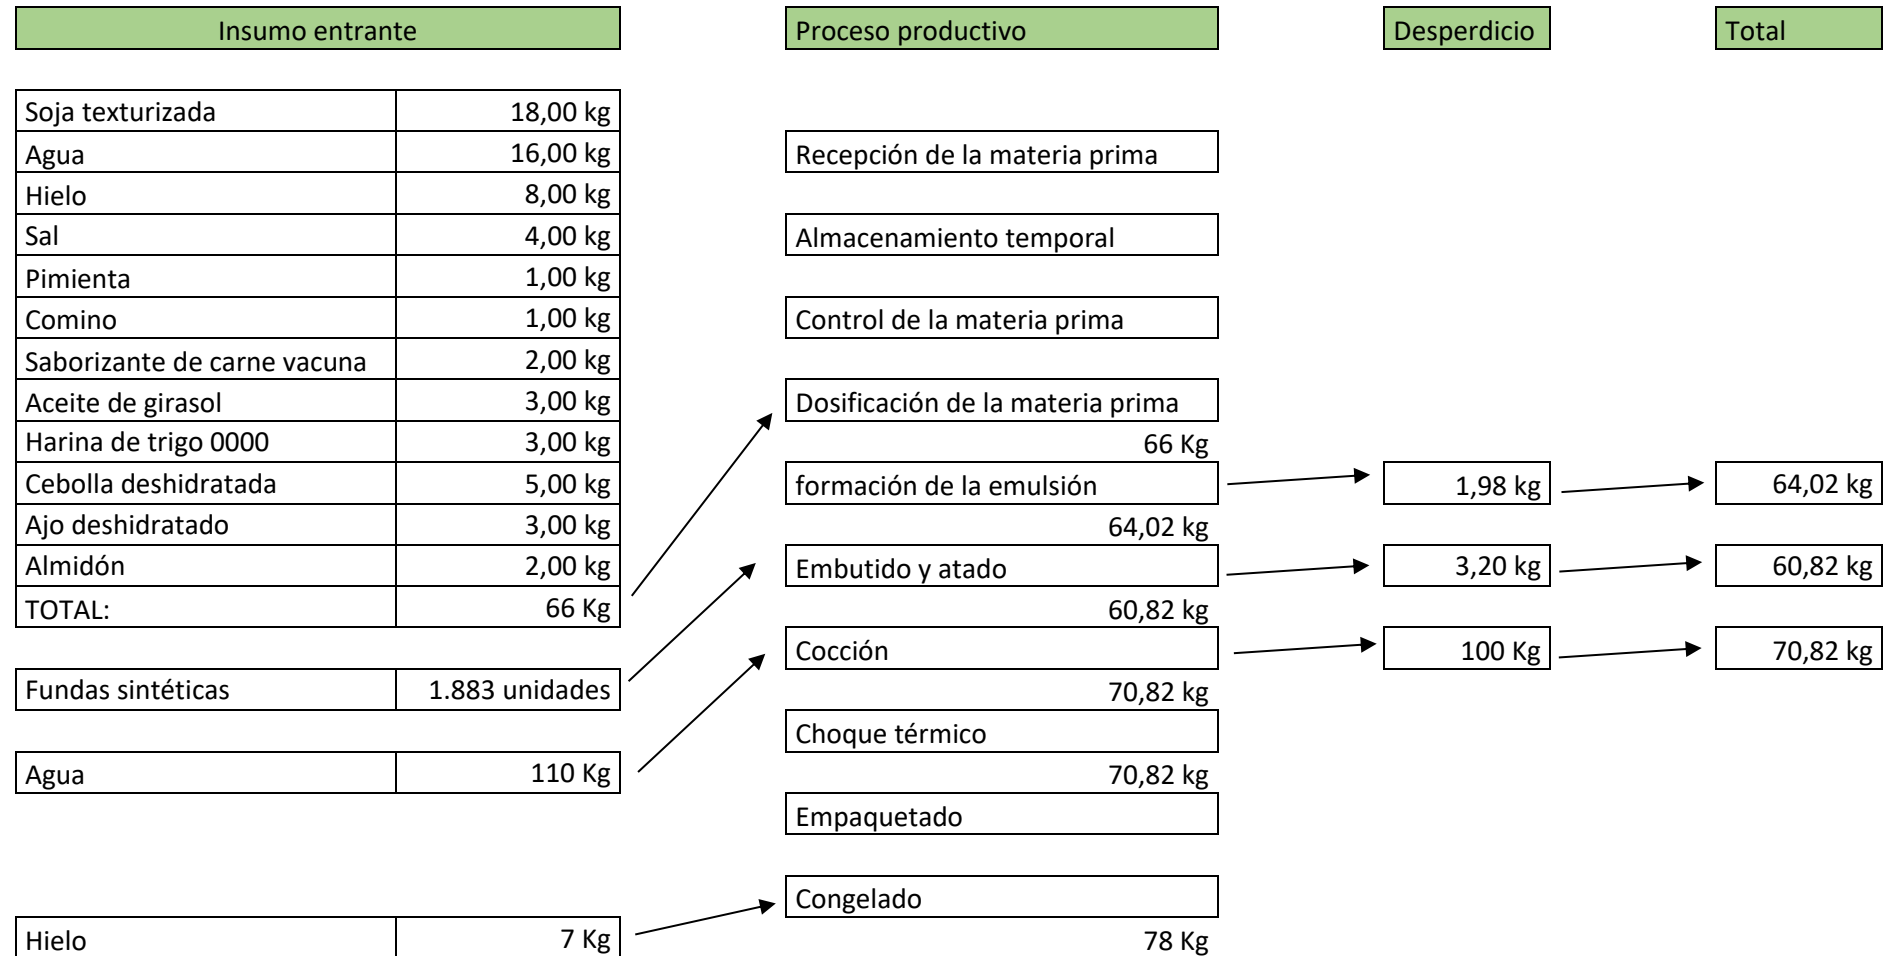 Insumo entrante
Proceso productivo
Desperdicio
Total
Soja texturizada 18,00 kg
Agua 16,00 kg
Hielo 8,00 kg
Sal 4,00 kg
Pimienta 1,00 kg
Comino 1,00 kg
Saborizante de carne vacuna 2,00 kg
Aceite de girasol 3,00 kg
Harina de trigo 0000 3,00 kg
Cebolla deshidratada 5,00 kg
Ajo deshidratado 3,00 kg
Almidón 2,00 kg
TOTAL: 66 Kg
Fundas sintéticas 1.883 unidades
Agua 110 Kg
Hielo 7 Kg
Recepción de la materia prima
Almacenamiento temporal
Control de la materia prima
Dosificación de la materia prima
66 Kg
formación de la emulsión
64,02 kg
Embutido y atado
60,82 kg
Cocción
70,82 kg
Choque térmico
70,82 kg
Empaquetado
Congelado
78 Kg
1,98 kg
3,20 kg
100 Kg
64,02 kg
60,82 kg
70,82 kg